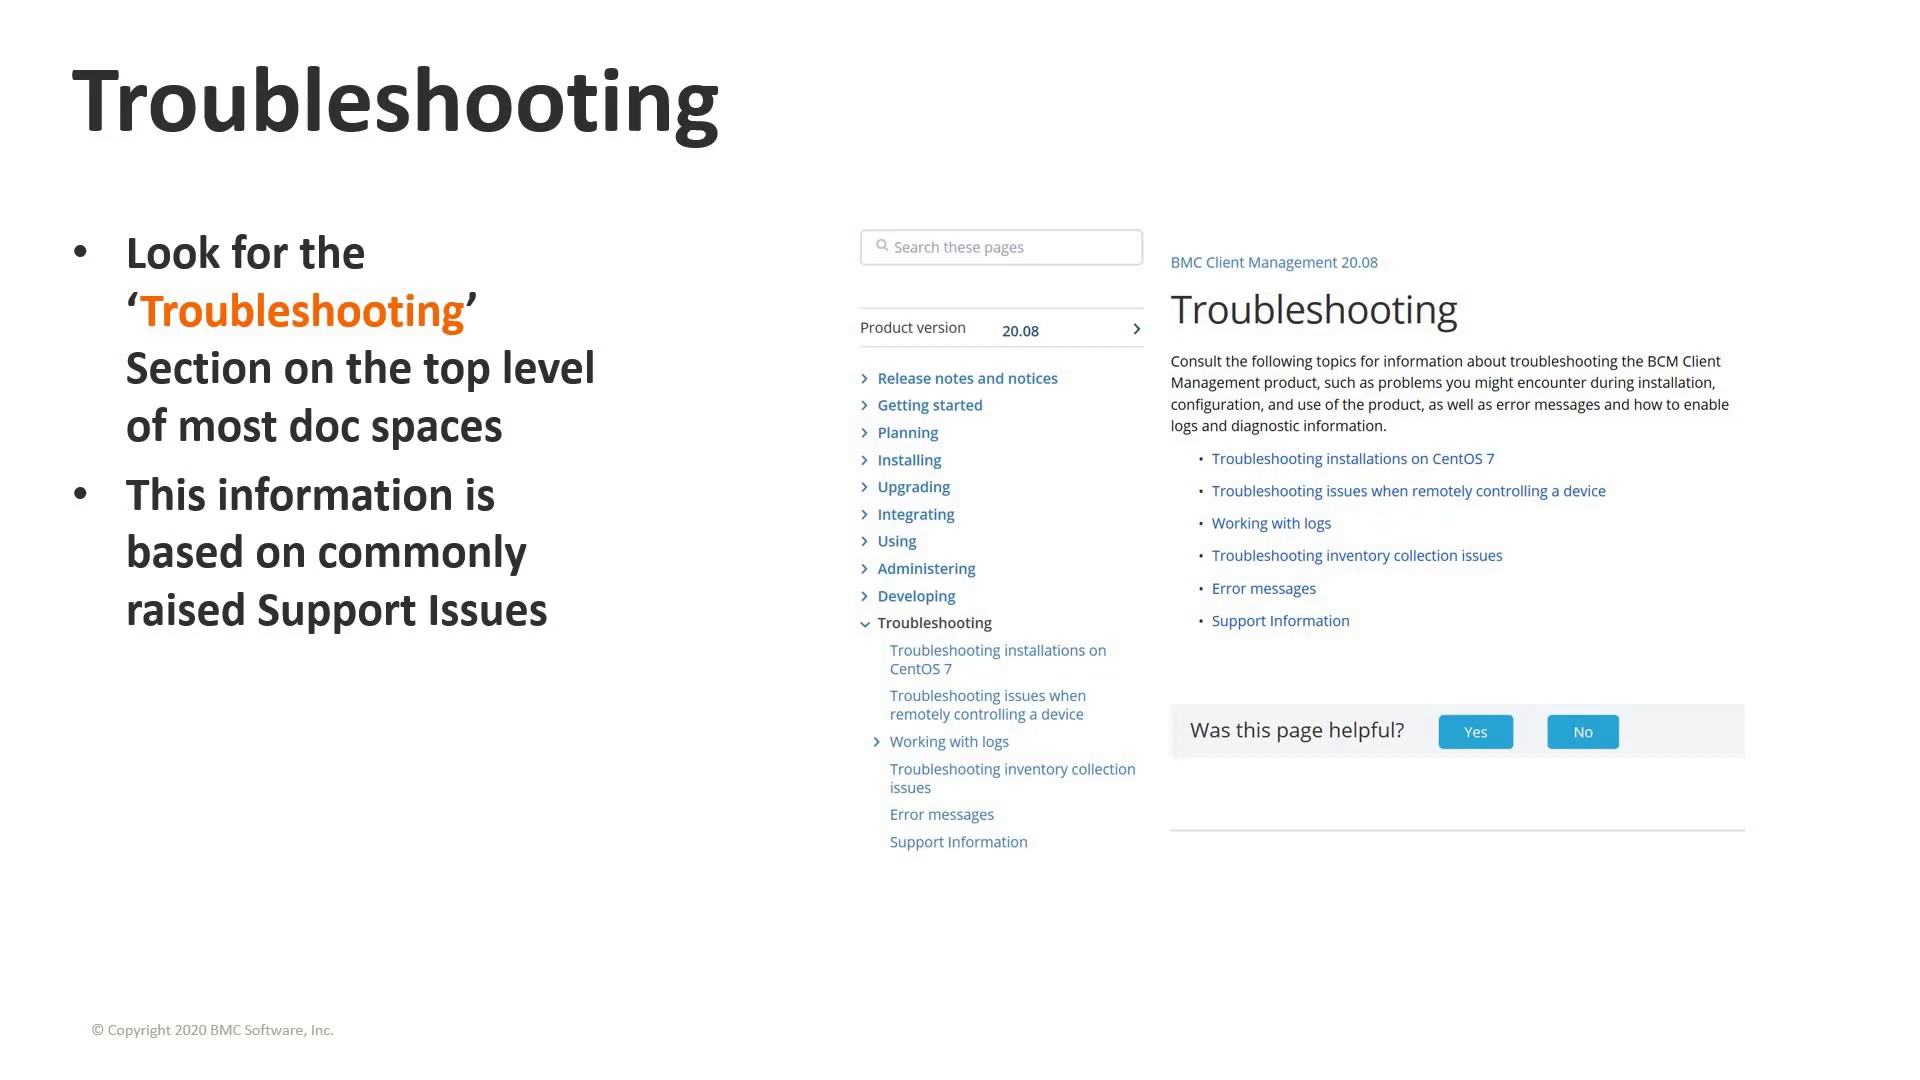 Troubleshooting
• Look for the
‘Troubleshooting’
Section on the top level
of most doc spaces
• This information is
based on commonly
raised Support Issues
Search these pages
Product version 20.08
Release notes and notices
Getting started
Planning
Installing
Upgrading
Integrating
Using
Administering
Developing
Troubleshooting
Troubleshooting installations on
CentOS 7
Troubleshooting issues when
remotely controlling a device
Working with logs
Troubleshooting inventory collection
issues
Error messages
Support Information
BMC Client Management 20.08
Troubleshooting
Consult the following topics for information about troubleshooting the BCM Client
Management product, such as problems you might encounter during installation,
configuration, and use of the product, as well as error messages and how to enable
logs and diagnostic information.
• Troubleshooting installations on CentOS 7
• Troubleshooting issues when remotely controlling a device
• Working with logs
• Troubleshooting inventory collection issues
• Error messages
• Support Information
Was this page helpful? Yes No
© Copyright 2020 BMC Software, Inc.